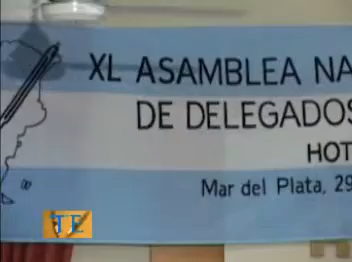 XL ASAMBLEA NA
DE DELEGADOS
HOT
Mar del Plata, 29
TE